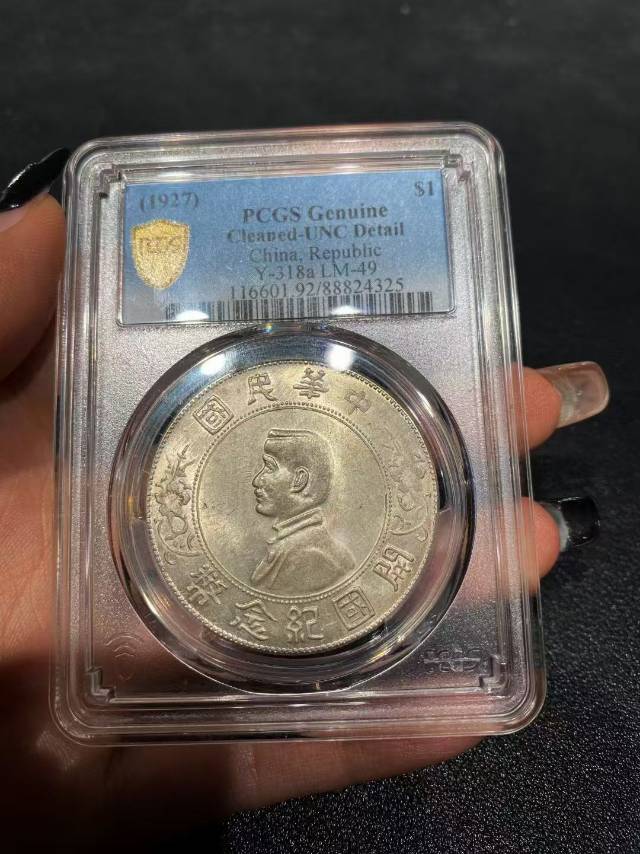 (1927) $1
PCGS Genuine
Cleaned-UNC Detail
China, Republic
Y-318a LM-49
116601.92/88824325
PCGS
中華民國
開國紀念幣